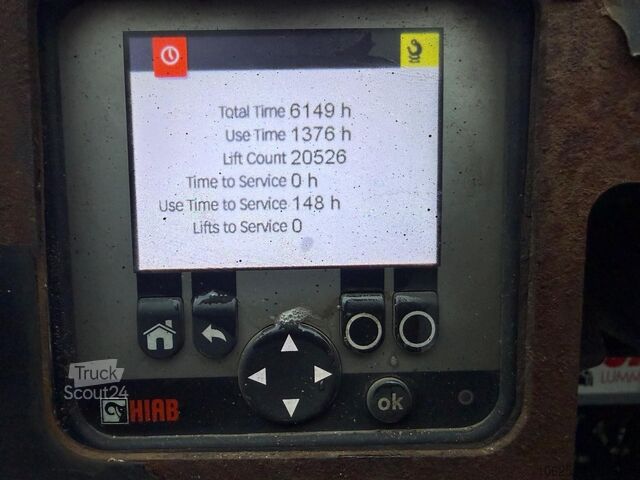 Total Time 6149 h
Use Time 1376 h
Lift Count 20526
Time to Service 0 h
Use Time to Service 148 h
Lifts to Service 0
Truck
Scout24
HIAB
ok